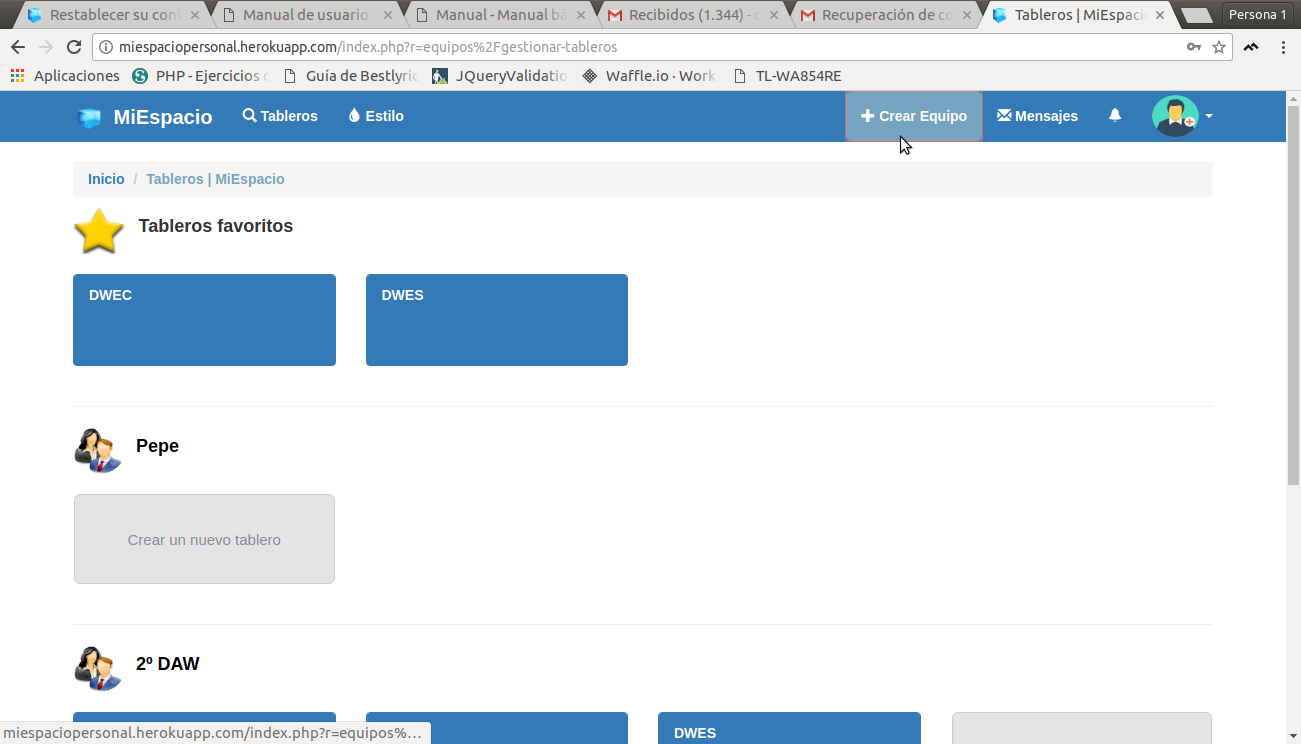 Restablecer su con
Manual de usuario
Manual - Manual bá
Recibidos (1.344) -
Recuperación de co
Tableros | MiEspaci
Persona 1
miespaciopersonal.herokuapp.com/index.php?r=equipos%2Fgestionar-tableros
Aplicaciones
PHP - Ejercicios
Guía de Bestlyric
JQueryValidatio
Waffle.io · Work
TL-WA854RE
MiEspacio
Tableros
Estilo
Crear Equipo
Mensajes
Inicio / Tableros | MiEspacio
Tableros favoritos
DWEC
DWES
Pepe
Crear un nuevo tablero
2º DAW
DWES
miespaciopersonal.herokuapp.com/index.php?r=equipos%...